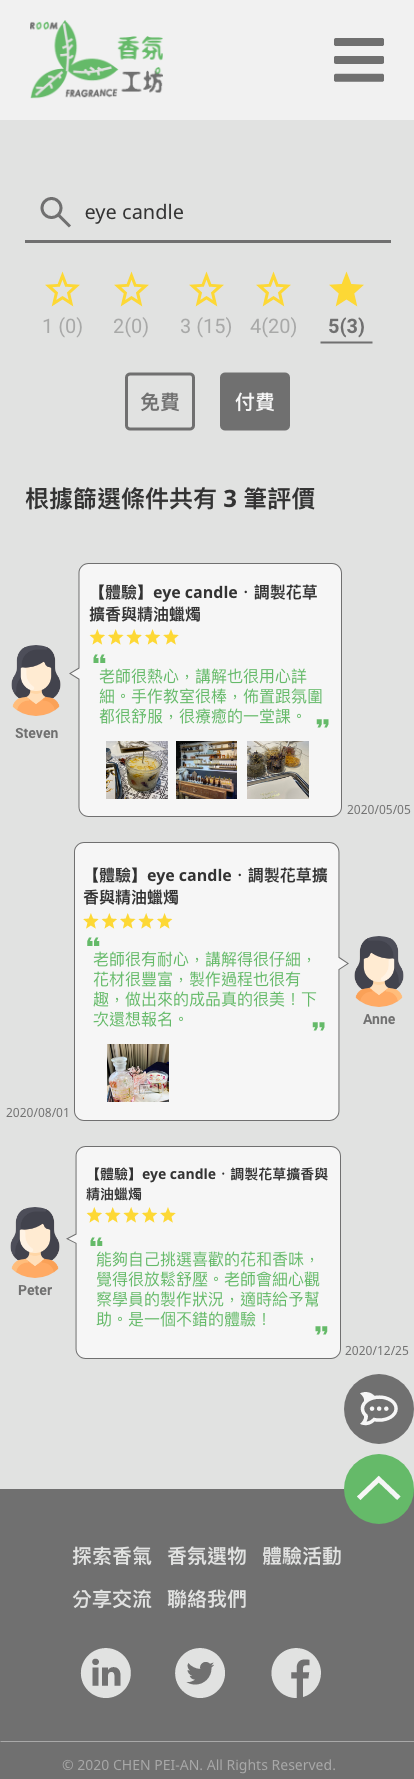 ROOM
香氛
工坊
FRAGRANCE
eye candle
1 (0) 2(0) 3 (15) 4(20) 5(3)
免費 付費
根據篩選條件共有 3 筆評價
【體驗】eye candle · 調製花草
擴香與精油蠟燭
❝
老師很熱心，講解也很用心詳
細。手作教室很棒，佈置跟氛圍
都很舒服，很療癒的一堂課。
❞
Steven
2020/05/05
【體驗】eye candle · 調製花草擴
香與精油蠟燭
❝
老師很有耐心，講解得很仔細，
花材很豐富，製作過程也很有
趣，做出來的成品真的很美！下
次還想報名。
❞
Anne
2020/08/01
【體驗】eye candle · 調製花草擴香與
精油蠟燭
❝
能夠自己挑選喜歡的花和香味，
覺得很放鬆舒壓。老師會細心觀
察學員的製作狀況，適時給予幫
助。是一個不錯的體驗！
❞
Peter
2020/12/25
探索香氣 香氛選物 體驗活動
分享交流 聯絡我們
in
© 2020 CHEN PEI-AN. All Rights Reserved.